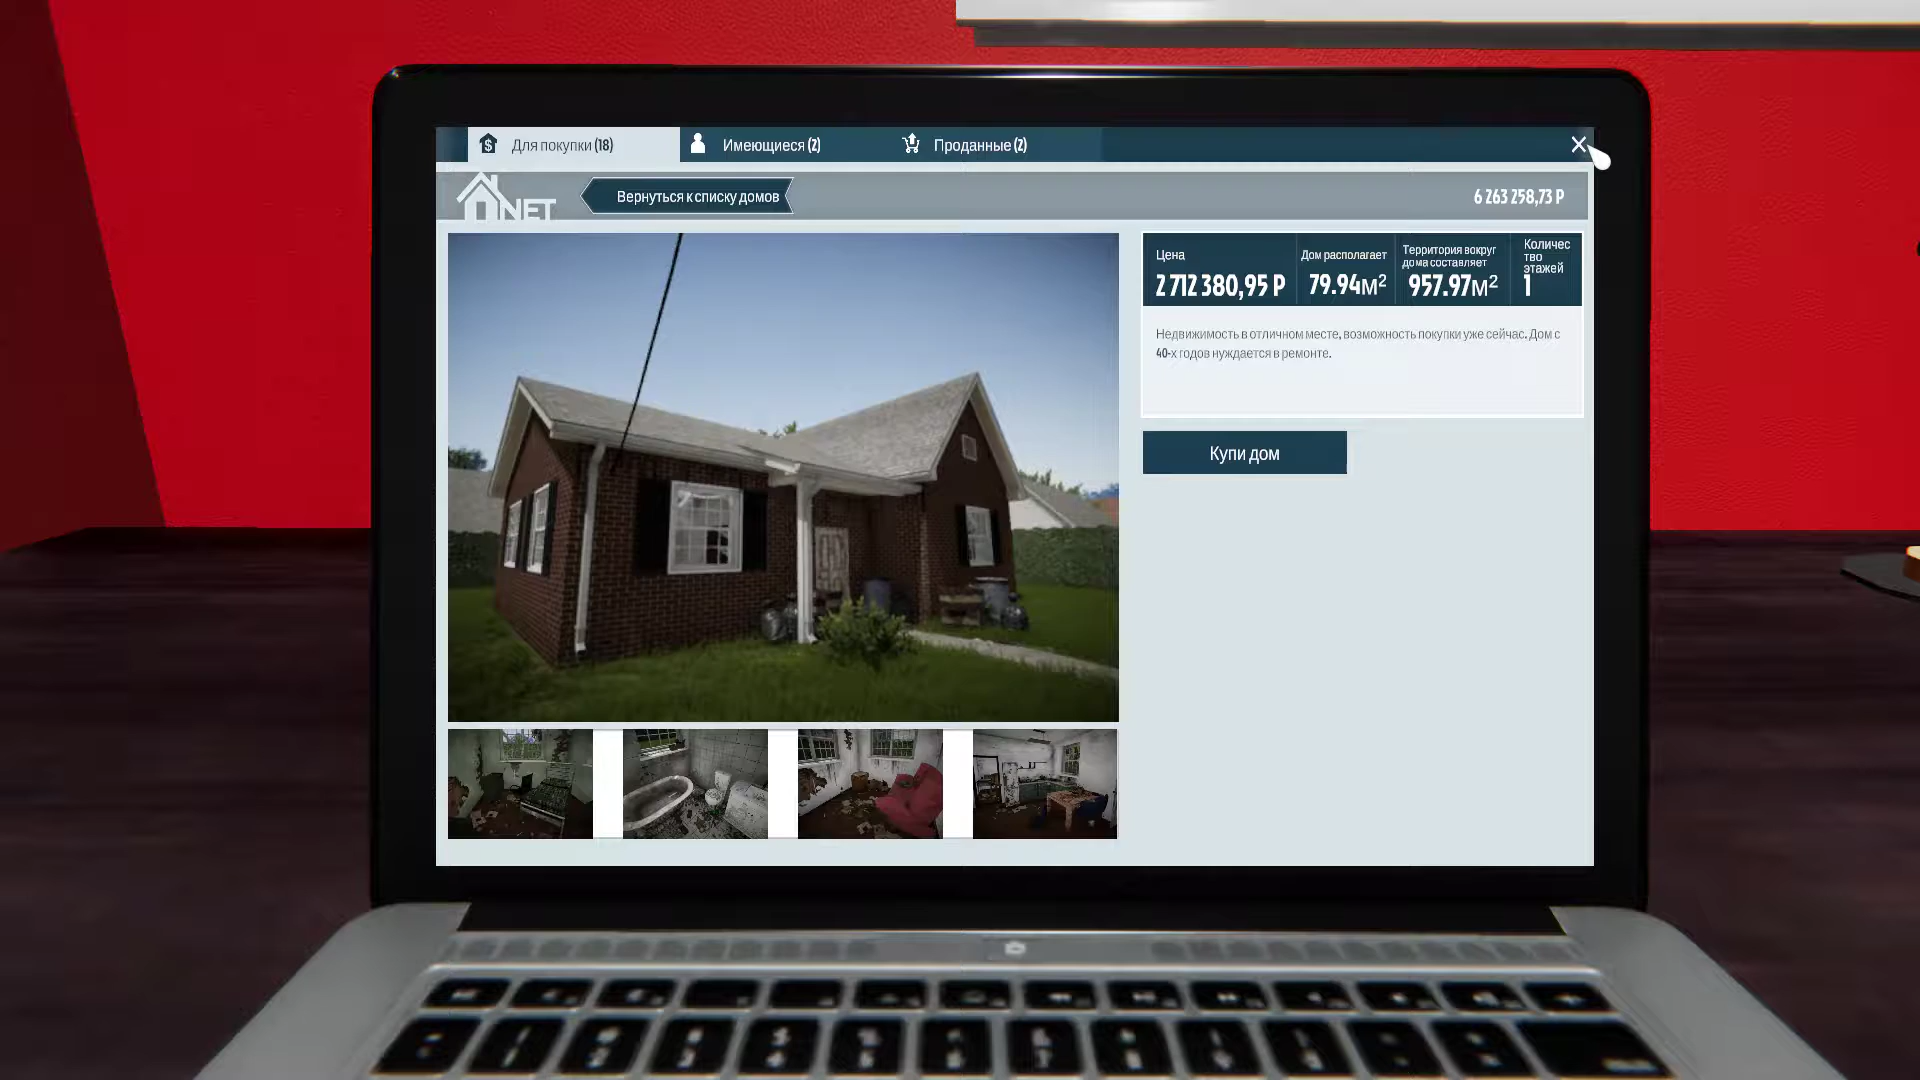 Для покупки (18)
Имеющиеся (2)
Проданные (2)
NET
Вернуться к списку домов
6 263 258,73 Р
Цена
2 712 380,95 Р
Дом располагает
79.94м²
Территория вокруг
дома составляет
957.97м²
Количес
тво
этажей
1
Недвижимость в отличном месте, возможность покупки уже сейчас. Дом с
40-х годов нуждается в ремонте.
Купи дом